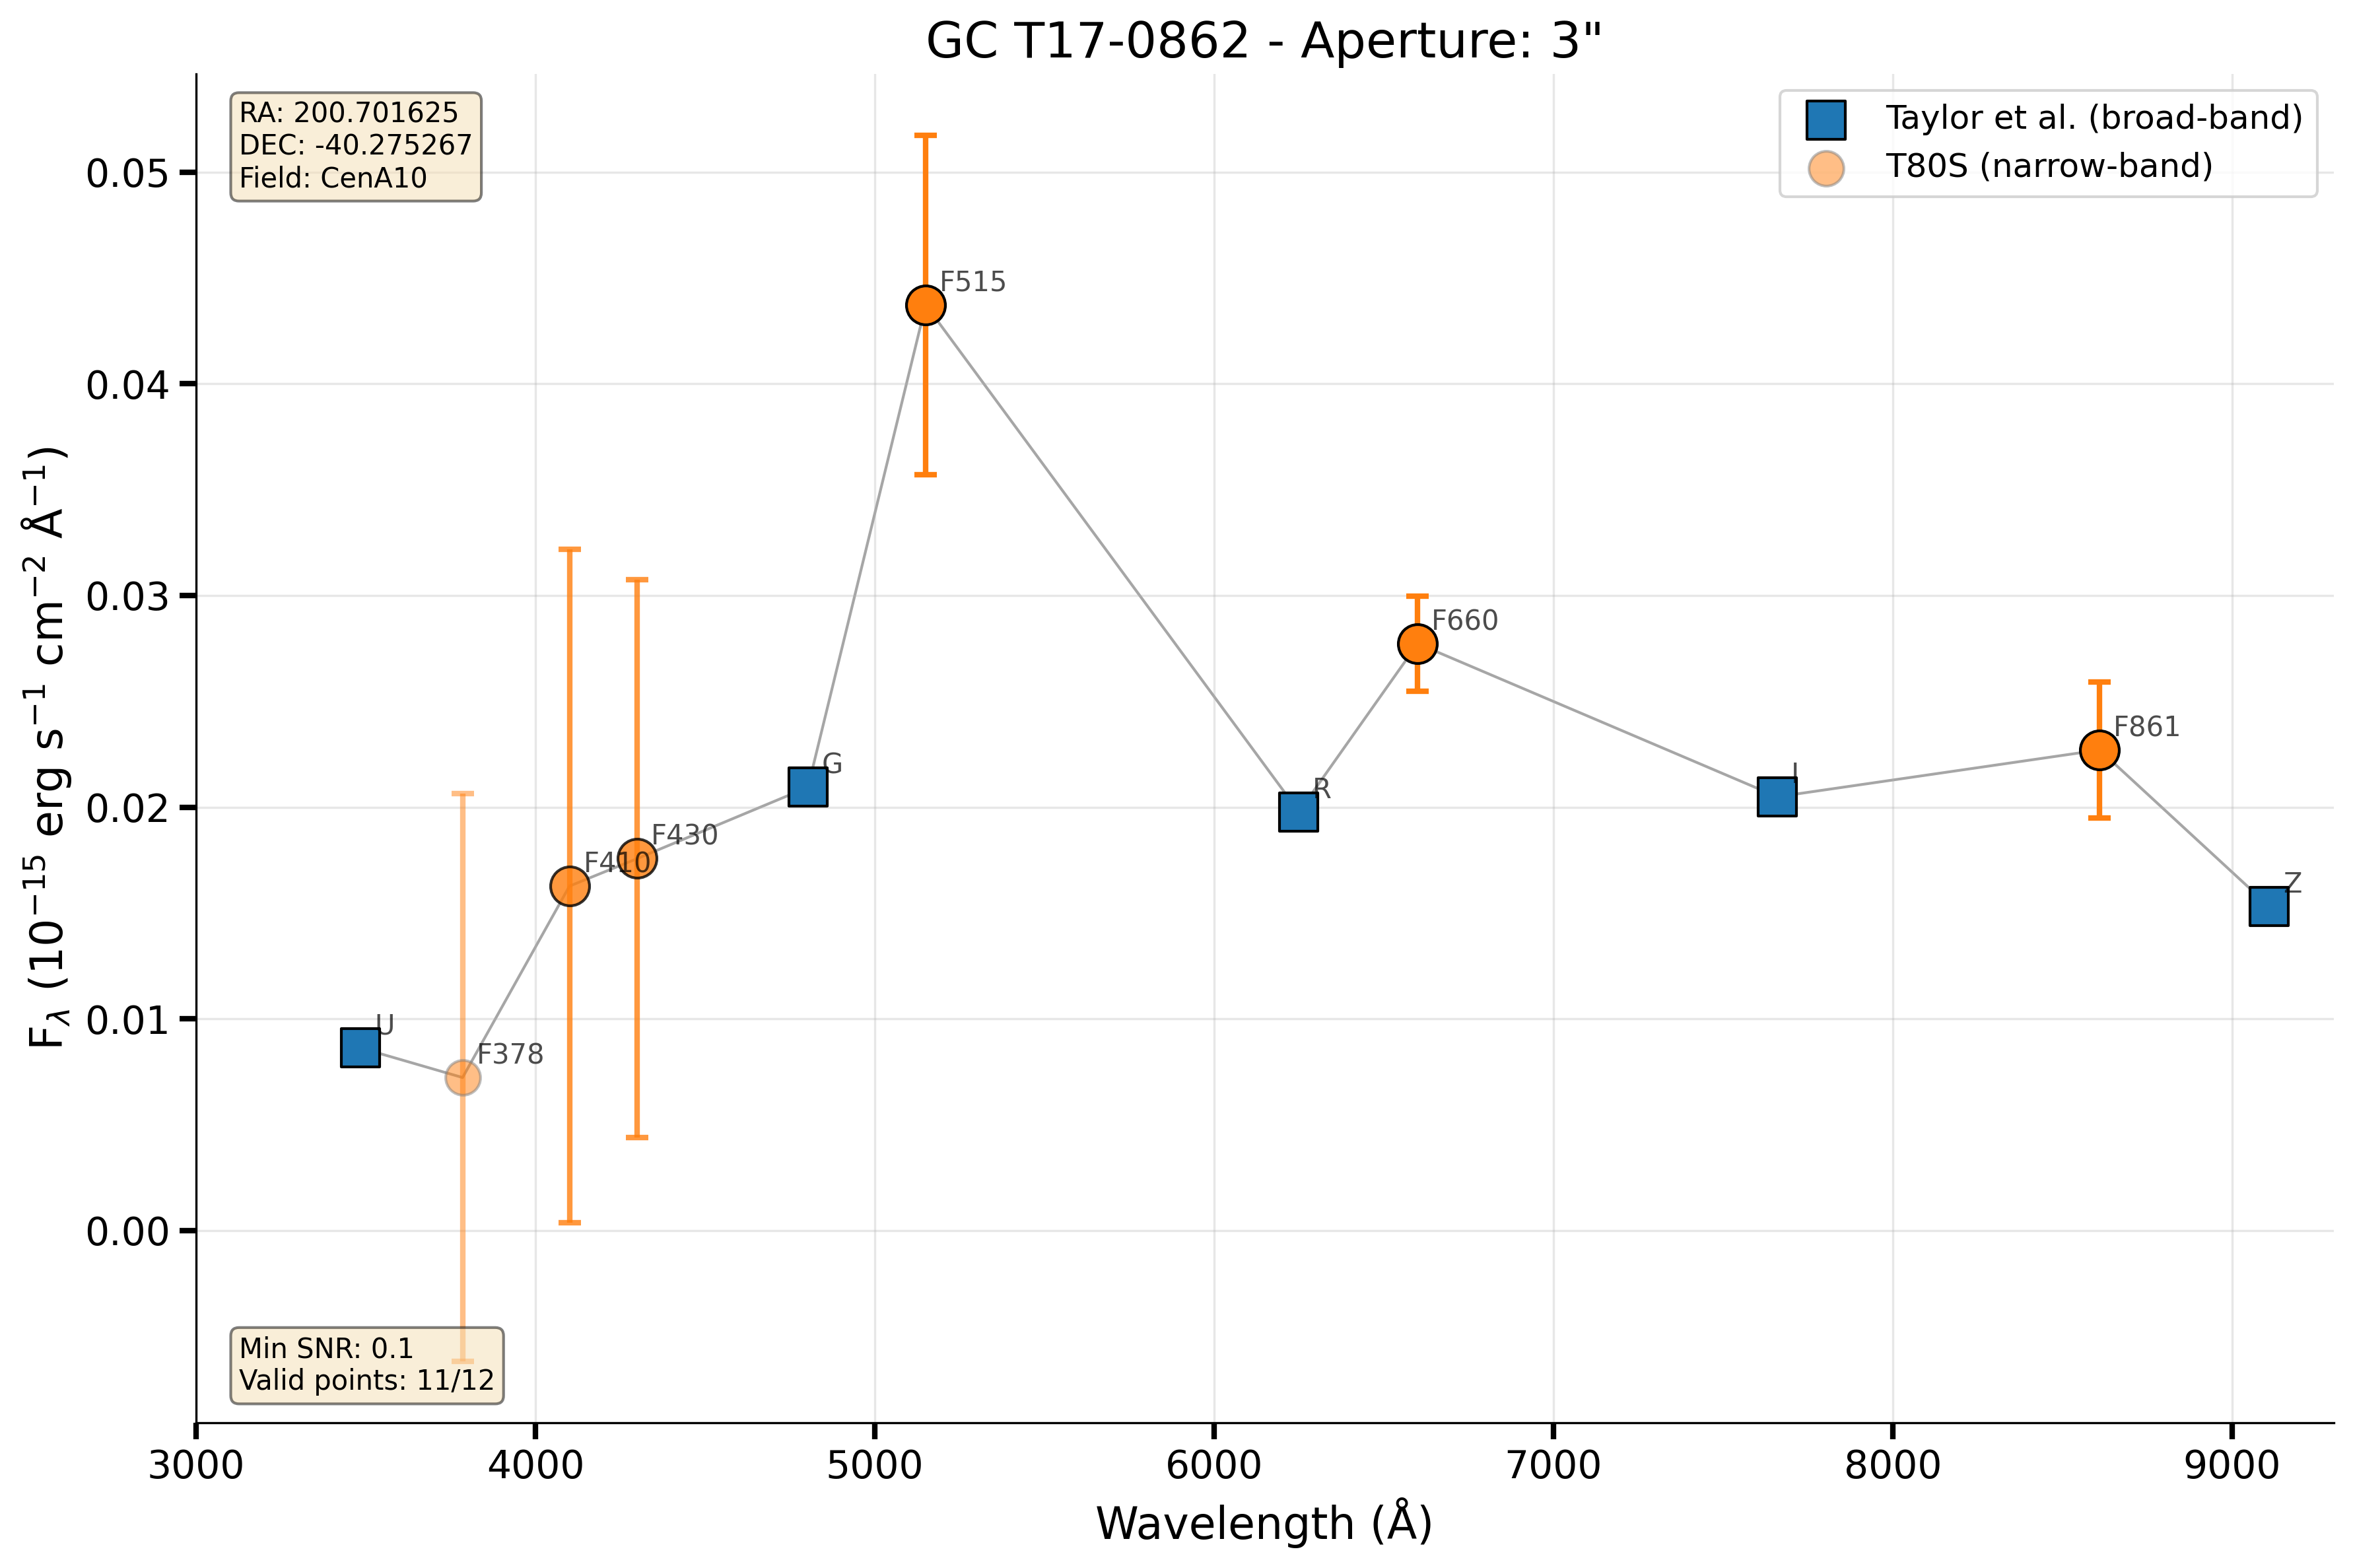 GC T17-0862 - Aperture: 3"
RA: 200.701625
DEC: -40.275267
Field: CenA10
Taylor et al. (broad-band)
T80S (narrow-band)
F_λ (10⁻¹⁵ erg s⁻¹ cm⁻² Å⁻¹)
0.05
0.04
0.03
0.02
0.01
0.00
F515
F660
F861
G
R
I
Z
F430
F410
U
F378
Min SNR: 0.1
Valid points: 11/12
3000 4000 5000 6000 7000 8000 9000
Wavelength (Å)